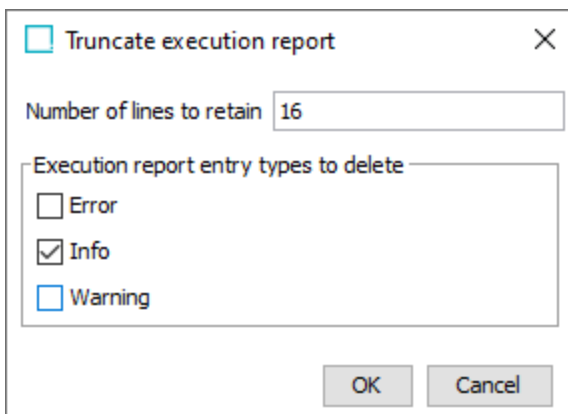 Truncate execution report
Number of lines to retain 16
Execution report entry types to delete
Error
Info
Warning
OK Cancel